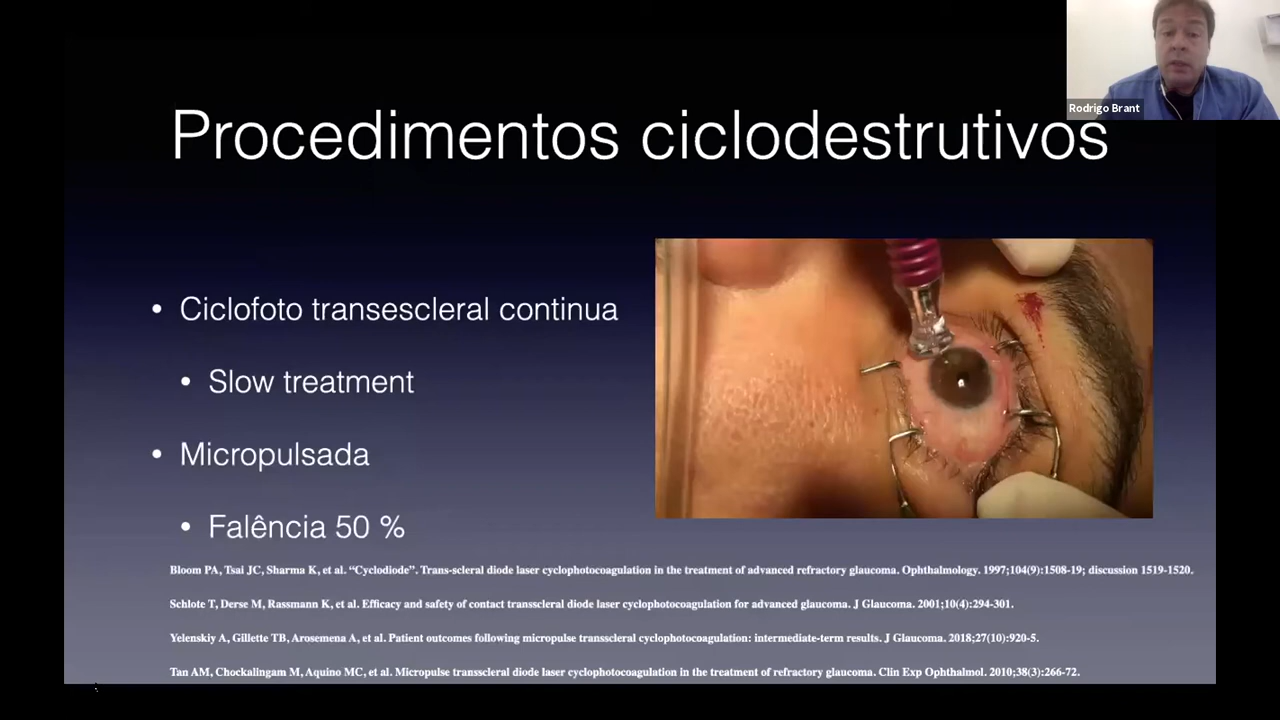 Rodrigo Brant
Procedimentos ciclodestrutivos
• Ciclofoto transescleral continua
• Slow treatment
• Micropulsada
• Falência 50 %
Bloom PA, Tsai JC, Sharma K, et al. “Cyclodiode”. Trans-scleral diode laser cyclophotocoagulation in the treatment of advanced refractory glaucoma. Ophthalmology. 1997;104(9):1508-19; discussion 1519-1520.
Schlote T, Derse M, Rassmann K, et al. Efficacy and safety of contact transscleral diode laser cyclophotocoagulation for advanced glaucoma. J Glaucoma. 2001;10(4):294-301.
Yelenskiy A, Gillette TB, Arosemena A, et al. Patient outcomes following micropulse transscleral cyclophotocoagulation: intermediate-term results. J Glaucoma. 2018;27(10):920-5.
Tan AM, Chockalingam M, Aquino MC, et al. Micropulse transscleral diode laser cyclophotocoagulation in the treatment of refractory glaucoma. Clin Exp Ophthalmol. 2010;38(3):266-72.